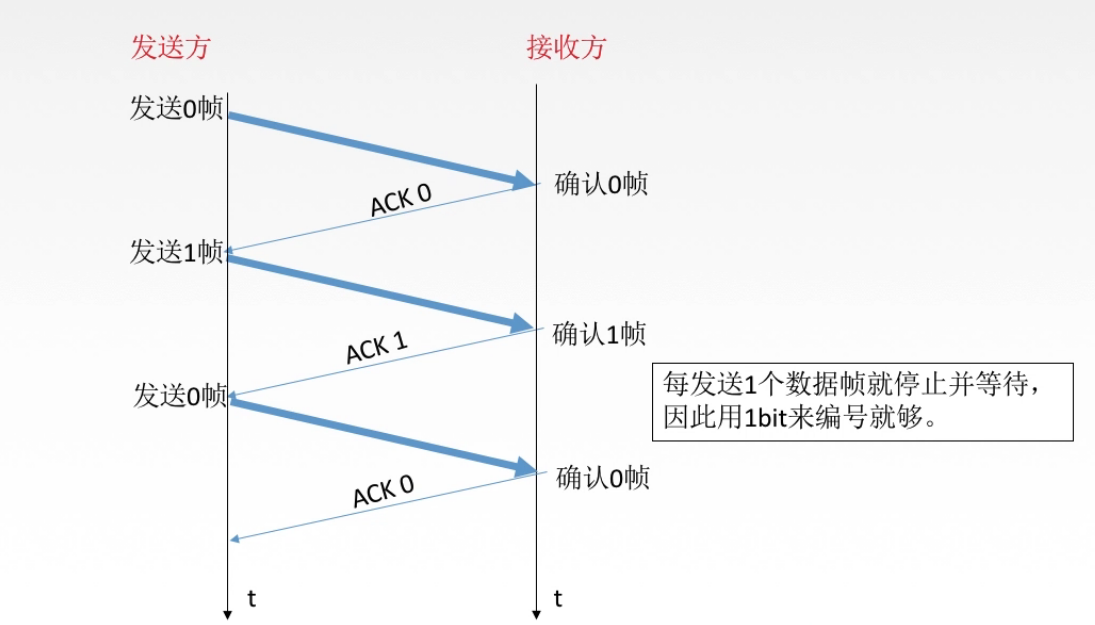 发送方
接收方
发送0帧
确认0帧
ACK 0
发送1帧
确认1帧
ACK 1
每发送1个数据帧就停止并等待，
因此用1bit来编号就够。
发送0帧
确认0帧
ACK 0
t
t